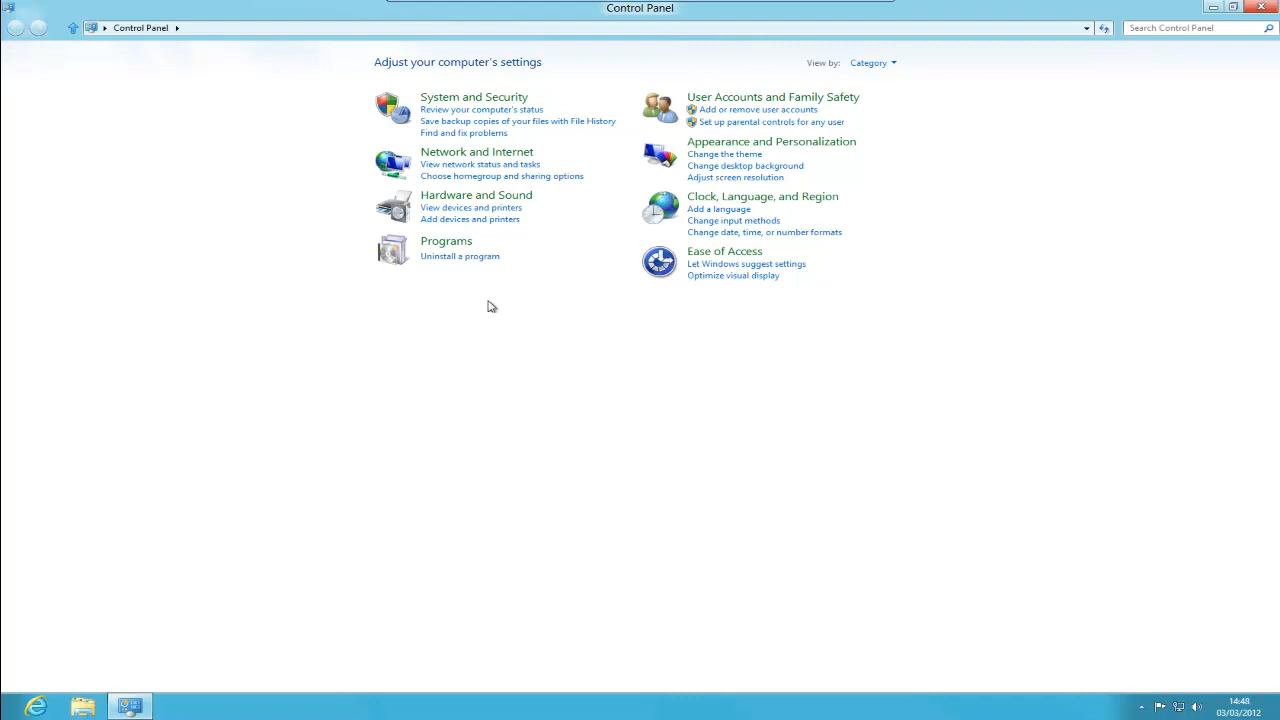 Control Panel
Control Panel
Search Control Panel
Adjust your computer's settings
View by: Category
System and Security
Review your computer's status
Save backup copies of your files with File History
Find and fix problems
Network and Internet
View network status and tasks
Choose homegroup and sharing options
Hardware and Sound
View devices and printers
Add devices and printers
Programs
Uninstall a program
User Accounts and Family Safety
Add or remove user accounts
Set up parental controls for any user
Appearance and Personalization
Change the theme
Change desktop background
Adjust screen resolution
Clock, Language, and Region
Add a language
Change input methods
Change date, time, or number formats
Ease of Access
Let Windows suggest settings
Optimize visual display
14:48
03/03/2012